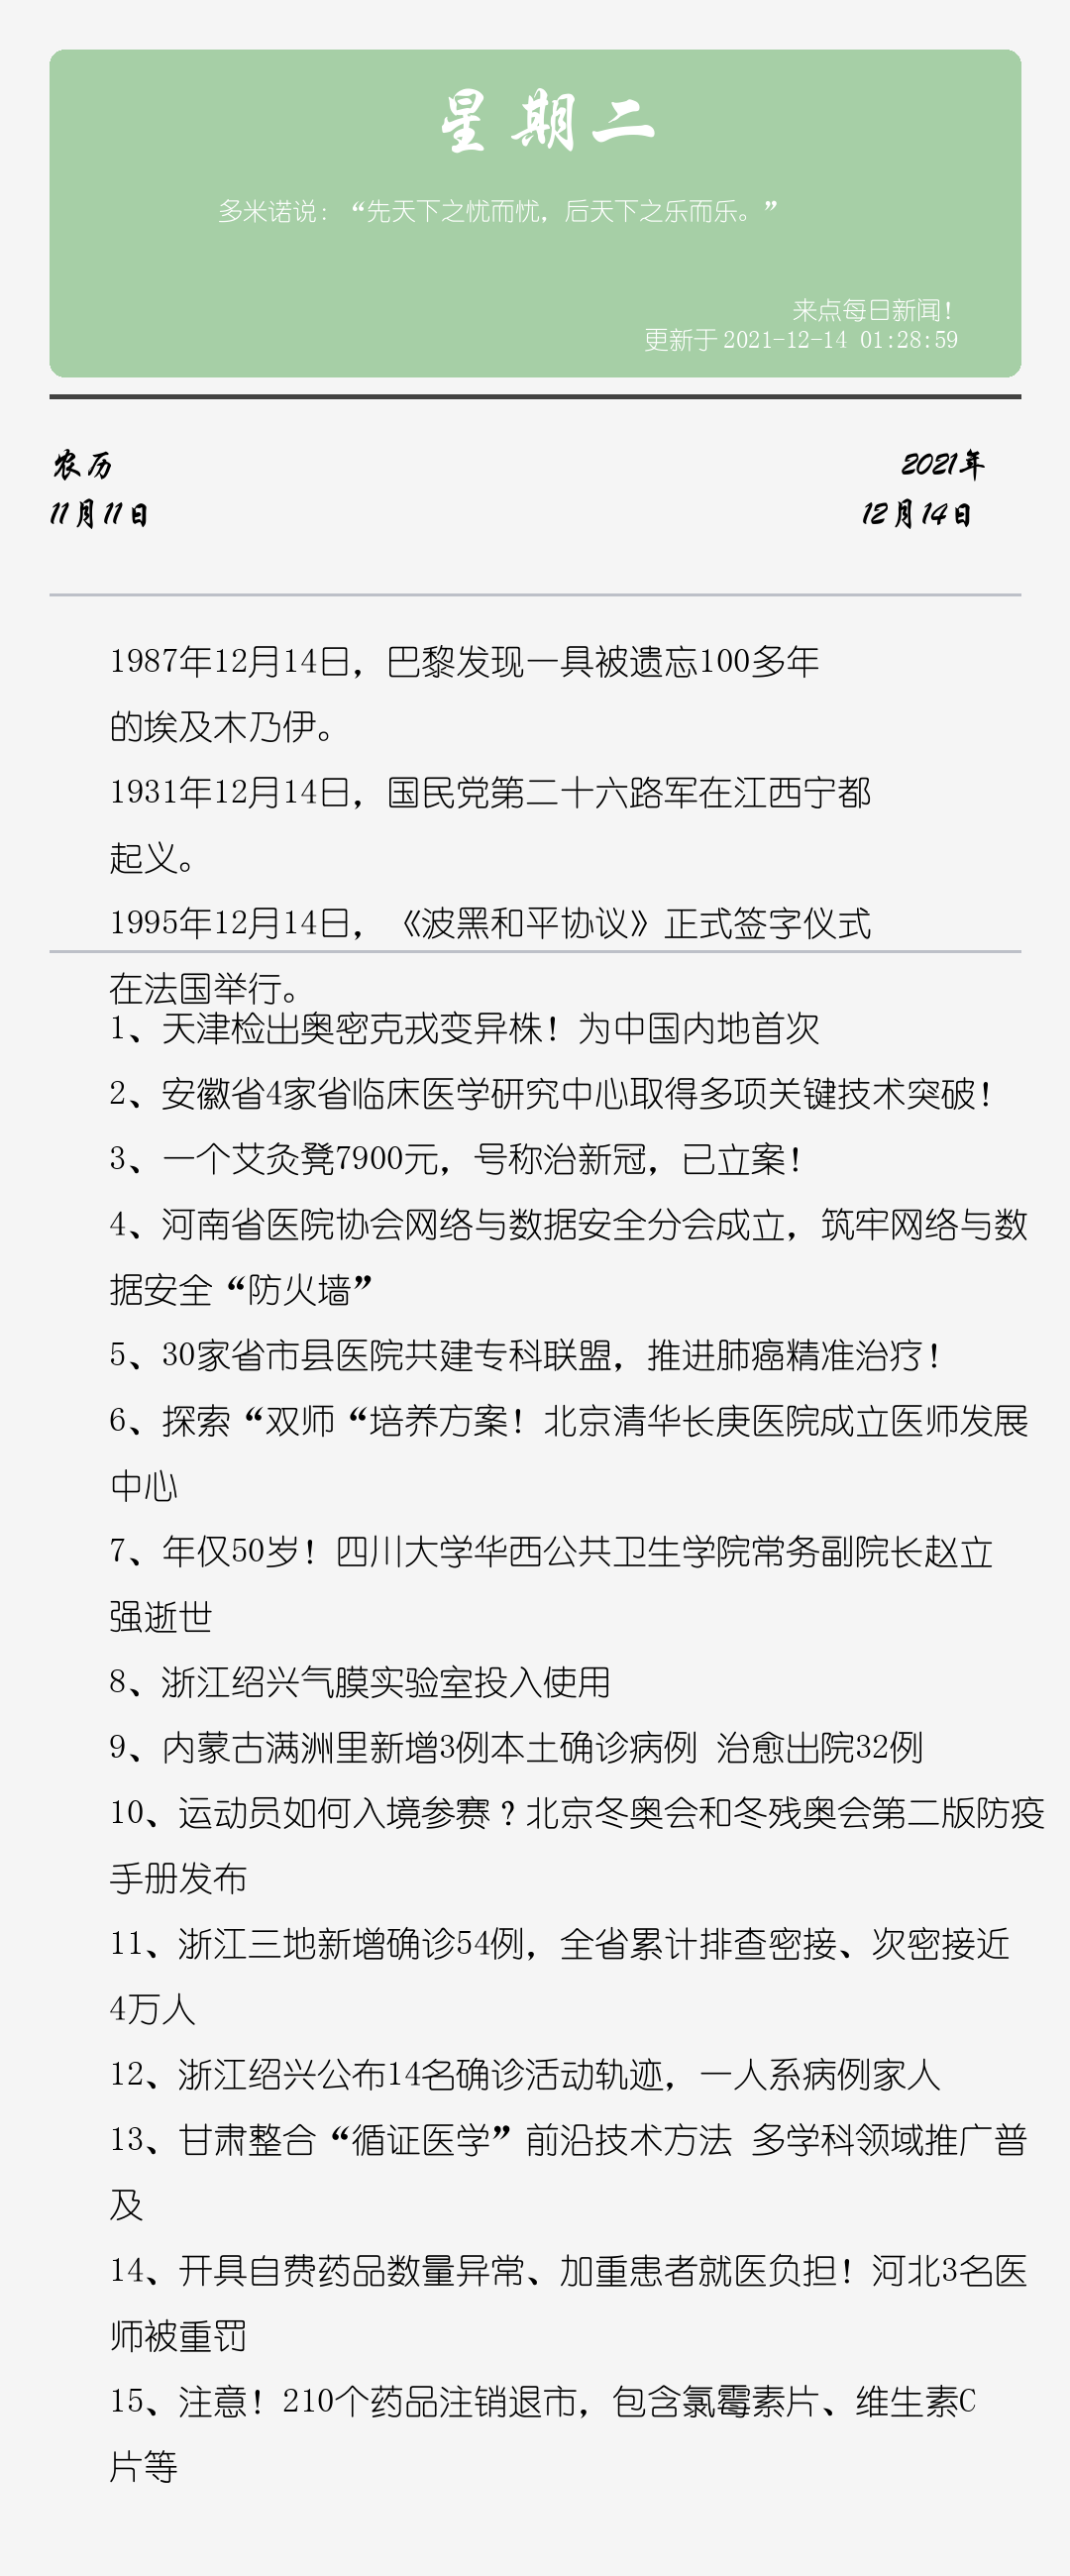 星期二
多米诺说：“先天下之忧而忧，后天下之乐而乐。”
来点每日新闻！
更新于 2021-12-14 01:28:59
农历
2021年
11月11日
12月14日
1987年12月14日，巴黎发现一具被遗忘100多年
的埃及木乃伊。
1931年12月14日，国民党第二十六路军在江西宁都
起义。
1995年12月14日，《波黑和平协议》正式签字仪式
在法国举行。
1、天津检出奥密克戎变异株！为中国内地首次
2、安徽省4家省临床医学研究中心取得多项关键技术突破！
3、一个艾灸凳7900元，号称治新冠，已立案！
4、河南省医院协会网络与数据安全分会成立，筑牢网络与数
据安全“防火墙”
5、30家省市县医院共建专科联盟，推进肺癌精准治疗！
6、探索“双师“培养方案！北京清华长庚医院成立医师发展
中心
7、年仅50岁！四川大学华西公共卫生学院常务副院长赵立
强逝世
8、浙江绍兴气膜实验室投入使用
9、内蒙古满洲里新增3例本土确诊病例 治愈出院32例
10、运动员如何入境参赛？北京冬奥会和冬残奥会第二版防疫
手册发布
11、浙江三地新增确诊54例，全省累计排查密接、次密接近
4万人
12、浙江绍兴公布14名确诊活动轨迹，一人系病例家人
13、甘肃整合“循证医学”前沿技术方法 多学科领域推广普
及
14、开具自费药品数量异常、加重患者就医负担！河北3名医
师被重罚
15、注意！210个药品注销退市，包含氯霉素片、维生素C
片等